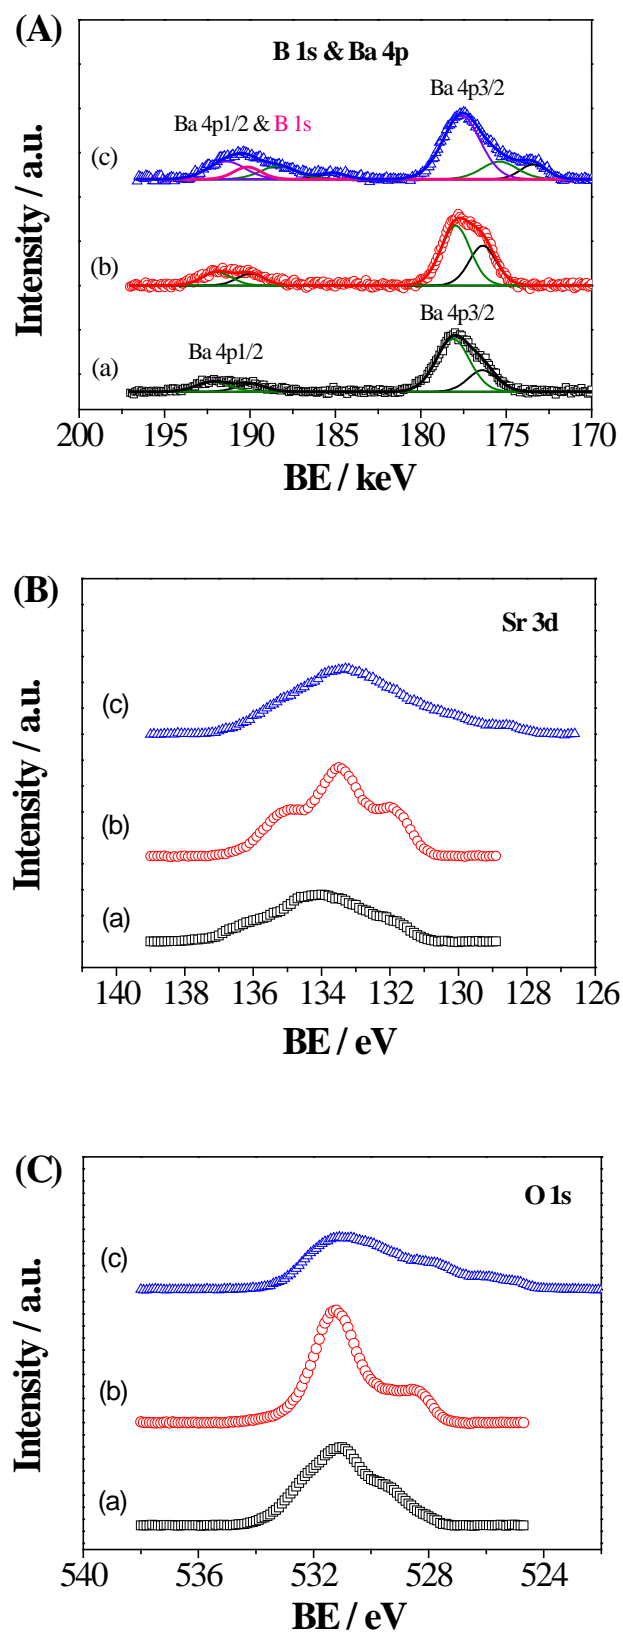 (A)
B 1s & Ba 4p
Ba 4p3/2
Ba 4p1/2 & B 1s
(c)
(b)
Ba 4p3/2
Ba 4p1/2
(a)
Intensity / a.u.
200 195 190 185 180 175 170
BE / keV
(B)
Sr 3d
(c)
(b)
(a)
Intensity / a.u.
140 138 136 134 132 130 128 126
BE / eV
(C)
O 1s
(c)
(b)
(a)
Intensity / a.u.
540 536 531 528 524
BE / eV